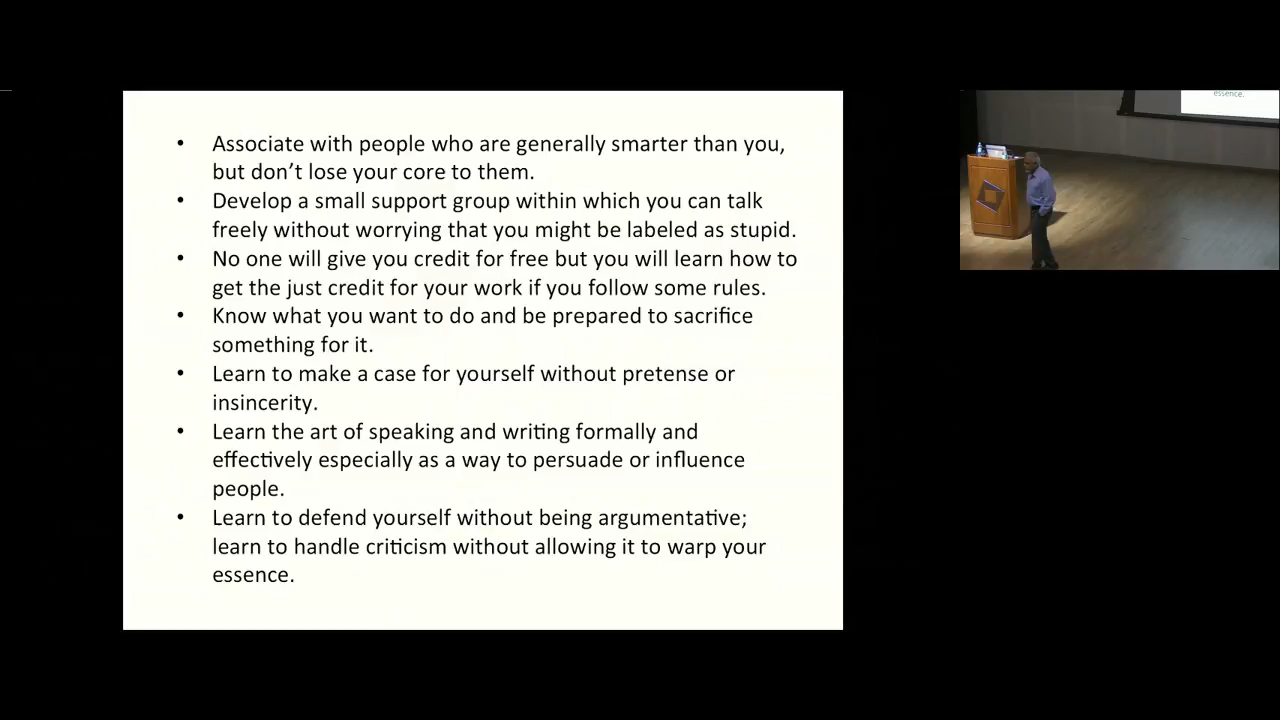 • Associate with people who are generally smarter than you,
but don’t lose your core to them.
• Develop a small support group within which you can talk
freely without worrying that you might be labeled as stupid.
• No one will give you credit for free but you will learn how to
get the just credit for your work if you follow some rules.
• Know what you want to do and be prepared to sacrifice
something for it.
• Learn to make a case for yourself without pretense or
insincerity.
• Learn the art of speaking and writing formally and
effectively especially as a way to persuade or influence
people.
• Learn to defend yourself without being argumentative;
learn to handle criticism without allowing it to warp your
essence.
essence.